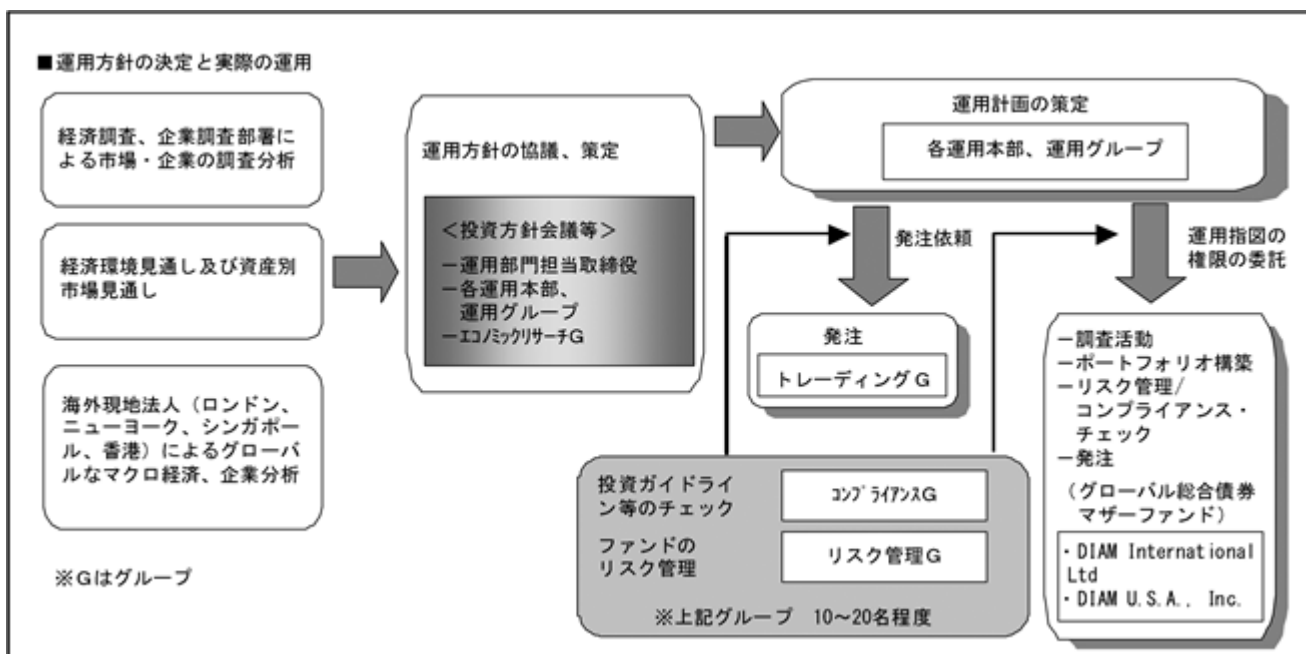 ■運用方針の決定と実際の運用
経済調査、企業調査部署に
よる市場・企業の調査分析
経済環境見通し及び資産別
市場見通し
海外現地法人（ロンドン、
ニューヨーク、シンガポー
ル、香港）によるグローバ
ルなマクロ経済、企業分析
※Gはグループ
運用方針の協議、策定
＜投資方針会議等＞
―運用部門担当取締役
―各運用本部、
運用グループ
―ｴｺﾉﾐｯｸﾘｻｰﾁG
運用計画の策定
各運用本部、運用グループ
発注依頼
発注
トレーディングG
運用指図の
権限の委託
―調査活動
―ポートフォリオ構築
―リスク管理/
コンプライアンス・
チェック
―発注
（グローバル総合債券
マザーファンド）
・DIAM International
Ltd
・DIAM U.S.A., Inc.
投資ガイドライ
ン等のチェック
ｺﾝﾌﾟﾗｲｱﾝｽG
ファンドの
リスク管理
リスク管理G
※上記グループ　10～20名程度